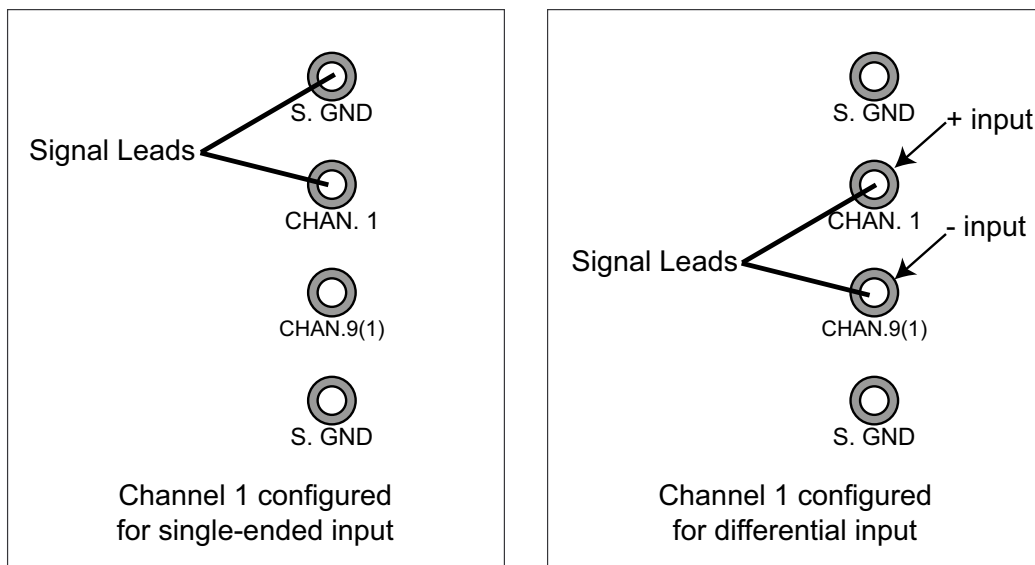 S. GND
Signal Leads
CHAN. 1
CHAN.9(1)
S. GND
Channel 1 configured
for single-ended input
S. GND
+ input
CHAN. 1
- input
Signal Leads
CHAN.9(1)
S. GND
Channel 1 configured
for differential input